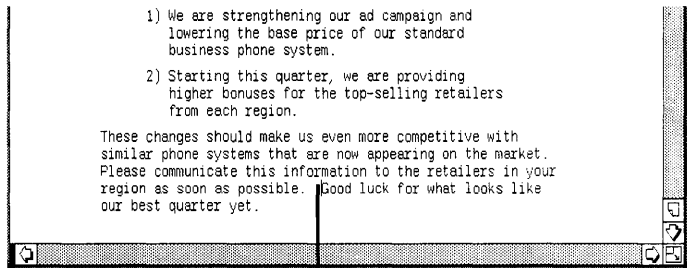 1) We are strengthening our ad campaign and
lowering the base price of our standard
business phone system.
2) Starting this quarter, we are providing
higher bonuses for the top-selling retailers
from each region.
These changes should make us even more competitive with
similar phone systems that are now appearing on the market.
Please communicate this information to the retailers in your
region as soon as possible. Good luck for what looks like
our best quarter yet.